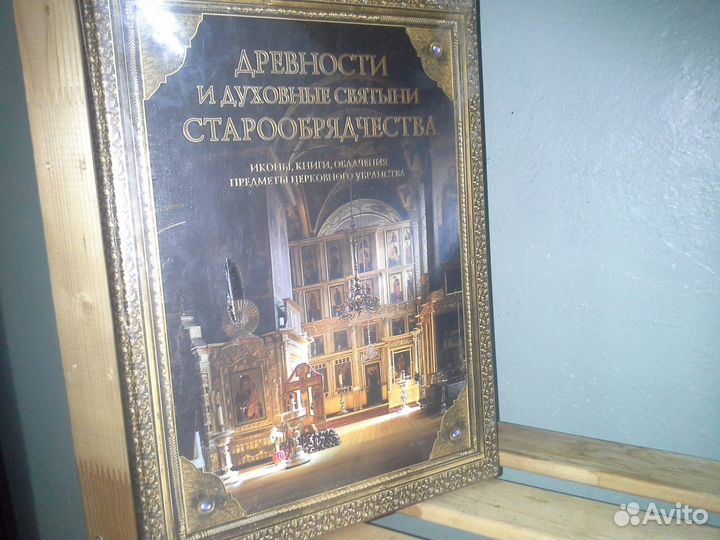 ДРЕВНОСТИ
И ДУХОВНЫЕ СВЯТЫНИ
СТАРООБРЯДЧЕСТВА
ИКОНЫ, КНИГИ, ОБЛАЧЕНИЯ
ПРЕДМЕТЫ ЦЕРКОВНОГО УБРАНСТВА
Avito